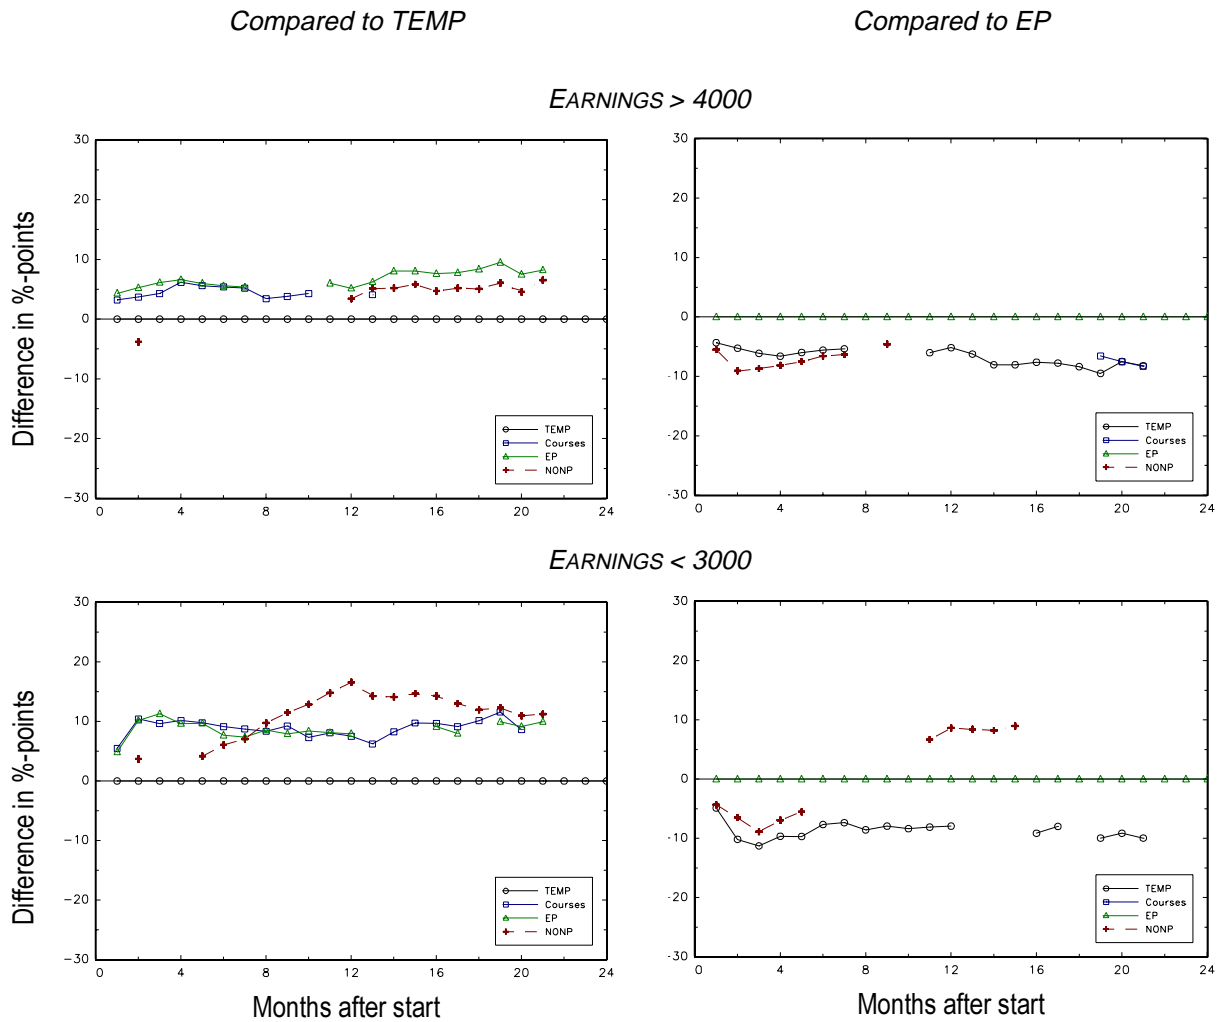 Compared to TEMP
Compared to EP
EARNINGS > 4000
Difference in %-points
30
20
10
0
-10
-20
-30
0
4
8
12
16
20
24
TEMP
Courses
EP
NONP
30
20
10
0
-10
-20
-30
0
4
8
12
16
20
24
TEMP
Courses
EP
NONP
EARNINGS < 3000
Difference in %-points
30
20
10
0
-10
-20
-30
0
4
8
12
16
20
24
TEMP
Courses
EP
NONP
Months after start
30
20
10
0
-10
-20
-30
0
4
8
12
16
20
24
TEMP
Courses
EP
NONP
Months after start